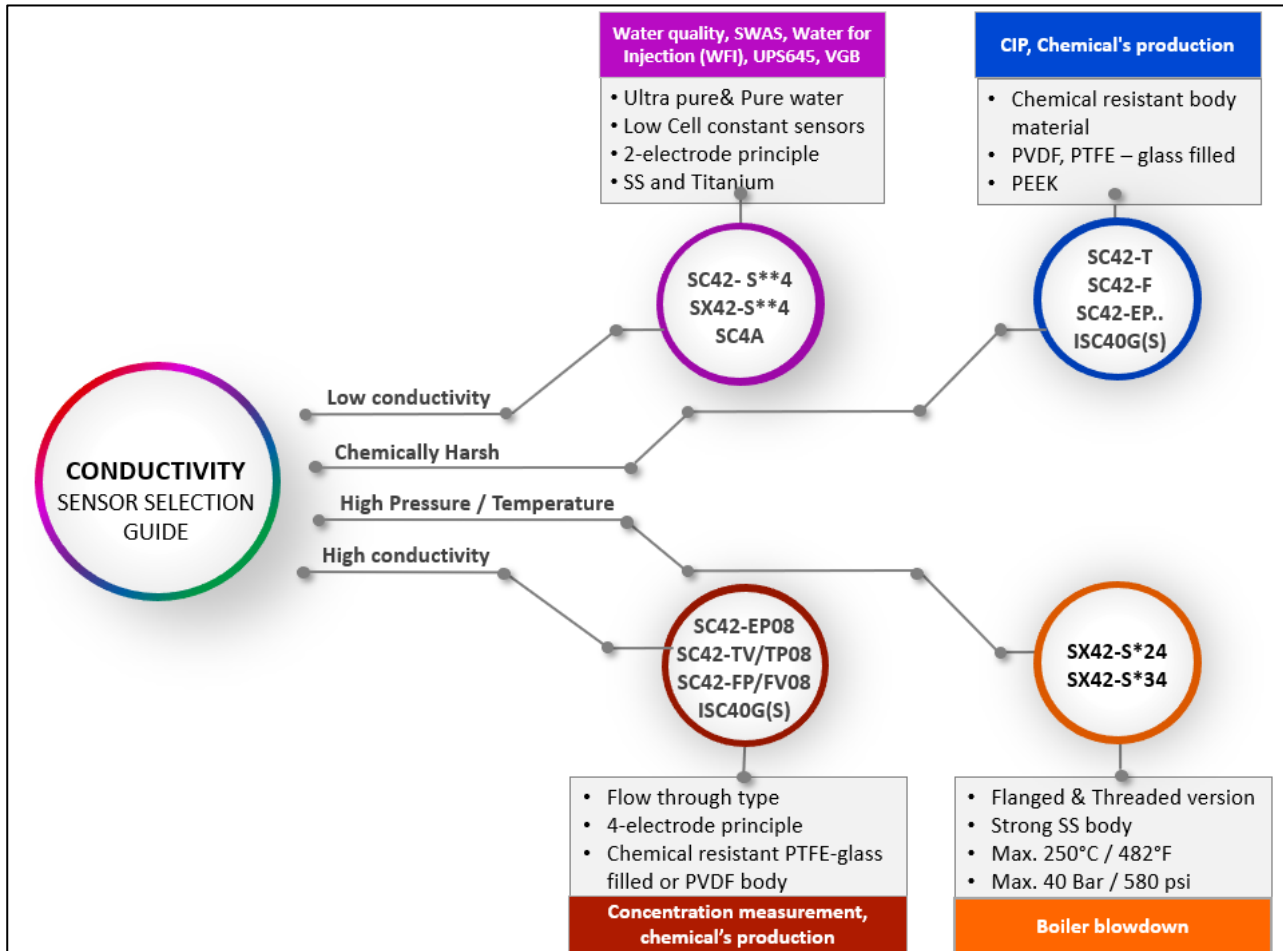 Water quality, SWAS, Water for
Injection (WFI), UPS645, VGB
• Ultra pure& Pure water
• Low Cell constant sensors
• 2-electrode principle
• SS and Titanium
CIP, Chemical's production
• Chemical resistant body
material
• PVDF, PTFE – glass filled
• PEEK
SC42- S**4
SX42-S**4
SC4A
SC42-T
SC42-F
SC42-EP..
ISC40G(S)
CONDUCTIVITY
SENSOR SELECTION
GUIDE
Low conductivity
Chemically Harsh
High Pressure / Temperature
High conductivity
SC42-EP08
SC42-TV/TP08
SC42-FP/FV08
ISC40G(S)
SX42-S*24
SX42-S*34
• Flow through type
• 4-electrode principle
• Chemical resistant PTFE-glass
filled or PVDF body
Concentration measurement,
chemical’s production
• Flanged & Threaded version
• Strong SS body
• Max. 250°C / 482°F
• Max. 40 Bar / 580 psi
Boiler blowdown